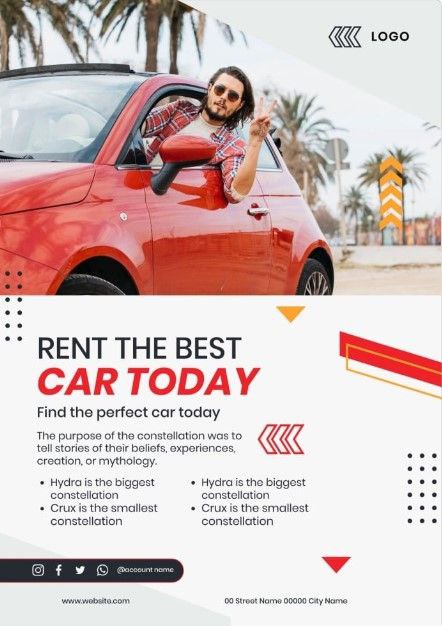 LOGO
RENT THE BEST
CAR TODAY
Find the perfect car today
The purpose of the constellation was to
tell stories of their beliefs, experiences,
creation, or mythology.
• Hydra is the biggest
constellation
• Crux is the smallest
constellation
• Hydra is the biggest
constellation
• Crux is the smallest
constellation
@account name
www.website.com
00 Street Name 00000 City Name